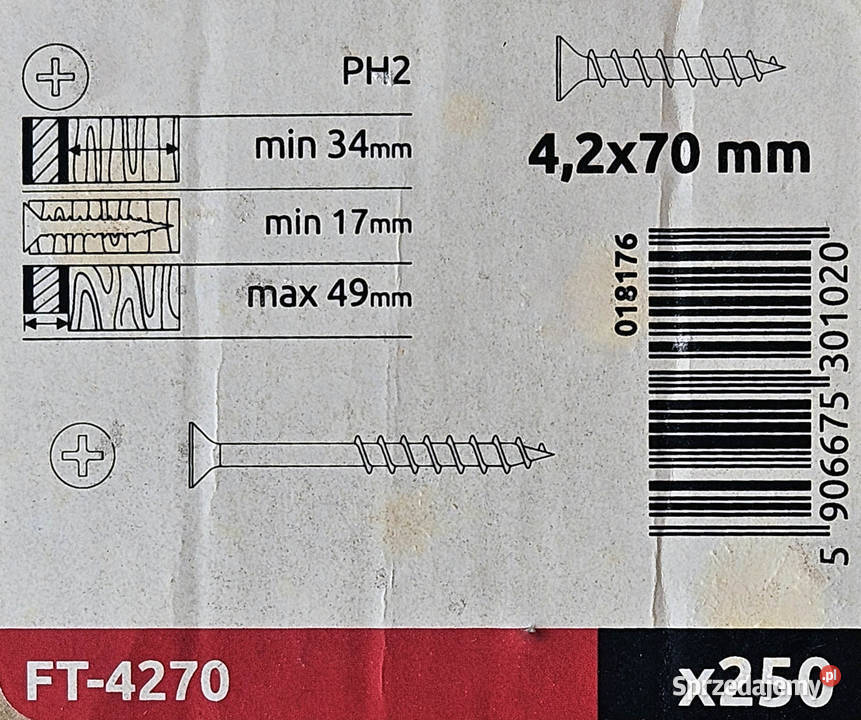 PH2
min 34mm
min 17mm
max 49mm
4,2x70 mm
018176
5 906675 301020
FT-4270
x250
Sprzedajemy.pl